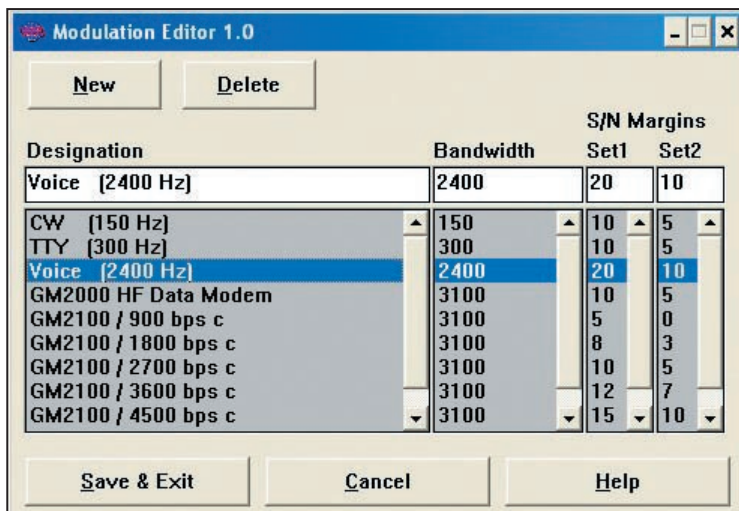 Modulation Editor 1.0
New Delete
S/N Margins
Designation Bandwidth Set1 Set2
Voice (2400 Hz) 2400 20 10
CW (150 Hz) 150 10 5
TTY (300 Hz) 300 10 5
Voice (2400 Hz) 2400 20 10
GM2000 HF Data Modem 3100 10 5
GM2100 / 900 bps c 3100 5 0
GM2100 / 1800 bps c 3100 8 3
GM2100 / 2700 bps c 3100 10 5
GM2100 / 3600 bps c 3100 12 7
GM2100 / 4500 bps c 3100 15 10
Save & Exit Cancel Help